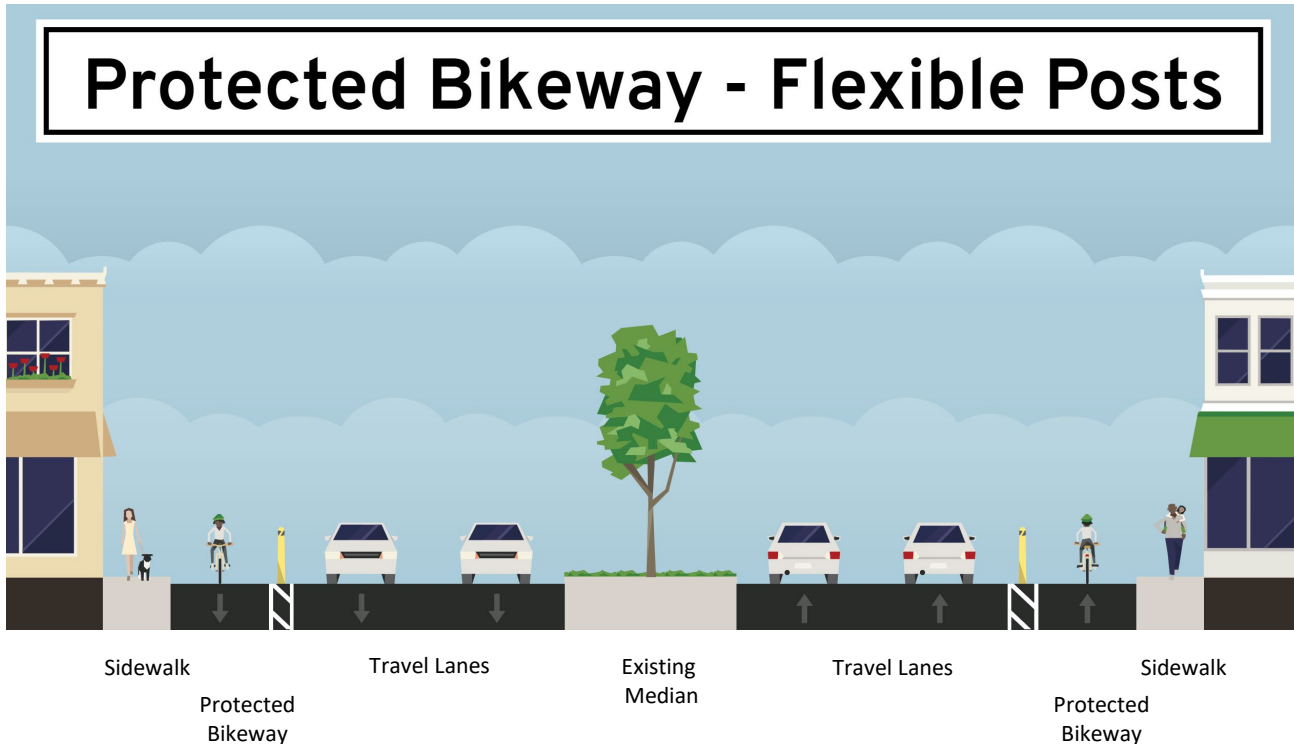 Protected Bikeway - Flexible Posts
Sidewalk
Travel Lanes
Existing
Median
Travel Lanes
Sidewalk
Protected
Bikeway
Protected
Bikeway